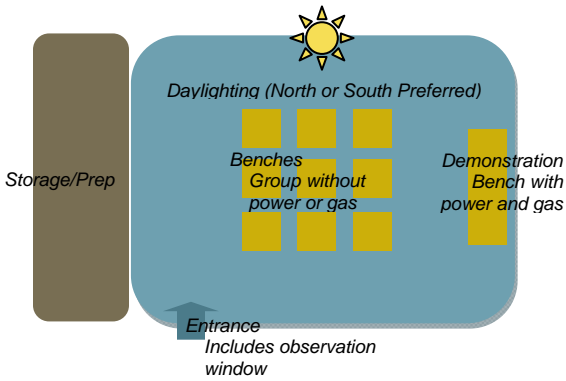 Daylighting (North or South Preferred)
Storage/Prep
Benches
Group without
power or gas
Demonstration
Bench with
power and gas
Entrance
Includes observation
window